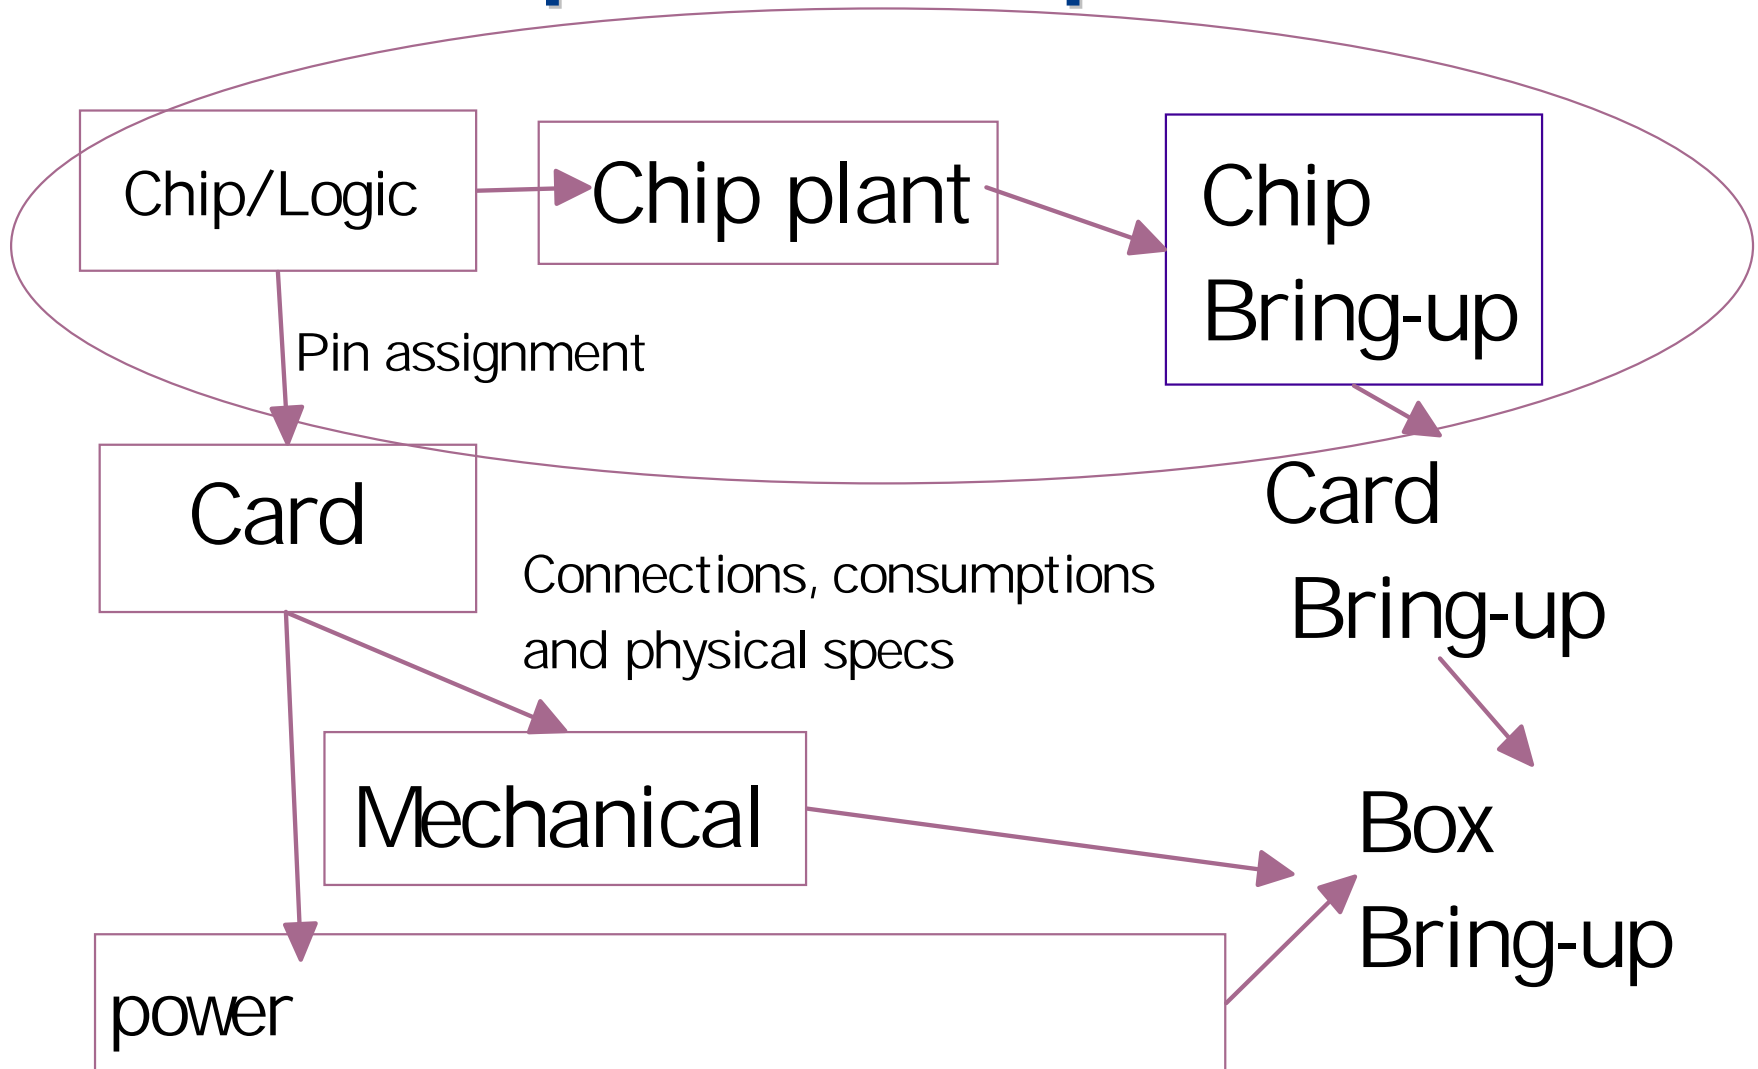 Chip/Logic
Chip plant
Chip
Bring-up
Pin assignment
Card
Card
Bring-up
Connections, consumptions
and physical specs
Mechanical
Box
Bring-up
power